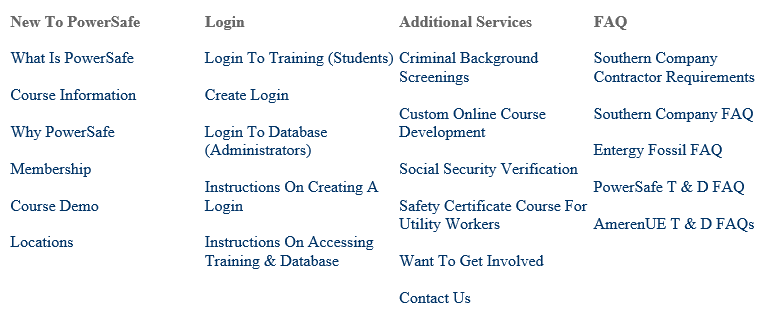 New To PowerSafe
What Is PowerSafe
Course Information
Why PowerSafe
Membership
Course Demo
Locations
Login
Login To Training (Students)
Create Login
Login To Database
(Administrators)
Instructions On Creating A
Login
Instructions On Accessing
Training & Database
Additional Services
Criminal Background
Screenings
Custom Online Course
Development
Social Security Verification
Safety Certificate Course For
Utility Workers
Want To Get Involved
Contact Us
FAQ
Southern Company
Contractor Requirements
Southern Company FAQ
Entergy Fossil FAQ
PowerSafe T & D FAQ
AmerenUE T & D FAQs